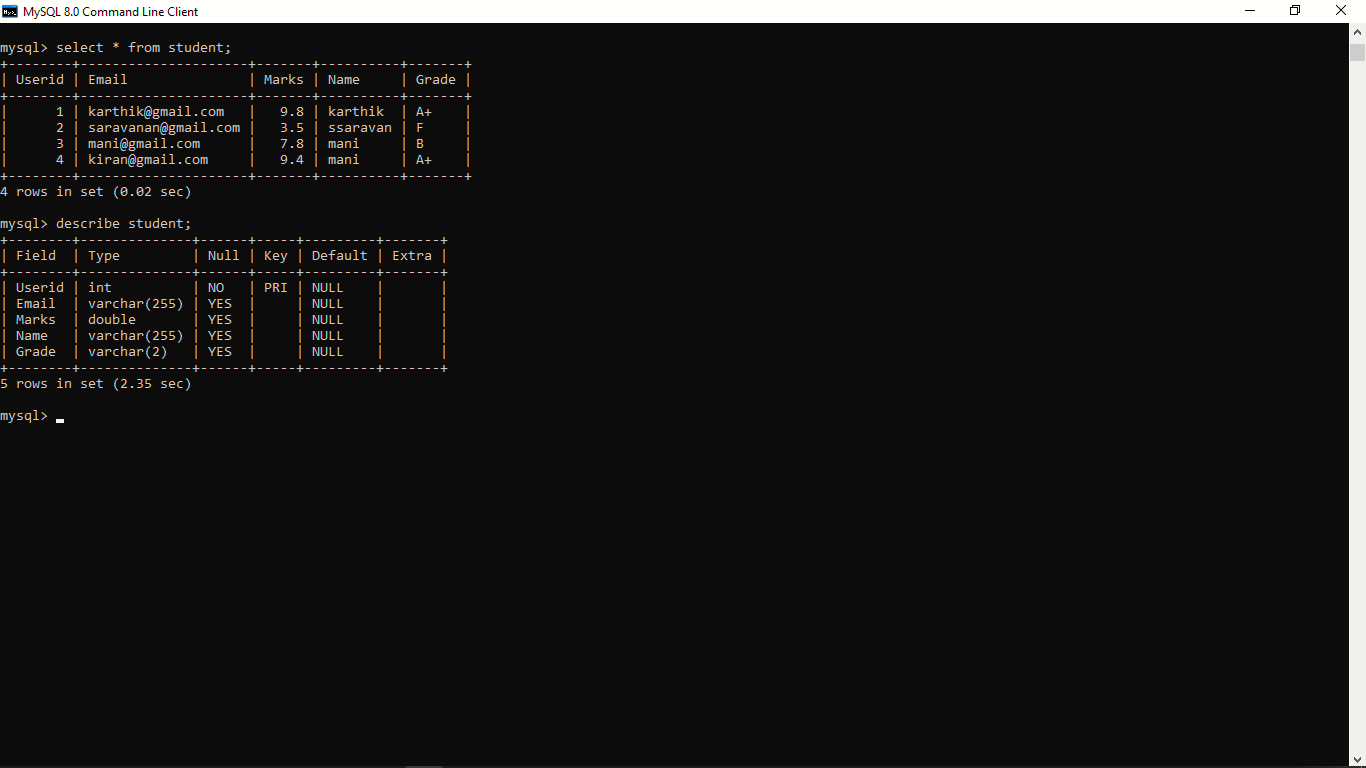 MySQL 8.0 Command Line Client
mysql> select * from student;
+--------+---------------------+-------+----------+-------+
| Userid | Email               | Marks | Name     | Grade |
+--------+---------------------+-------+----------+-------+
|      1 | karthik@gmail.com   |   9.8 | karthik  | A+    |
|      2 | saravanan@gmail.com |   3.5 | ssaravan | F     |
|      3 | mani@gmail.com      |   7.8 | mani     | B     |
|      4 | kiran@gmail.com     |   9.4 | mani     | A+    |
+--------+---------------------+-------+----------+-------+
4 rows in set (0.02 sec)
mysql> describe student;
+--------+--------------+------+-----+---------+-------+
| Field  | Type         | Null | Key | Default | Extra |
+--------+--------------+------+-----+---------+-------+
| Userid | int          | NO   | PRI | NULL    |       |
| Email  | varchar(255) | YES  |     | NULL    |       |
| Marks  | double       | YES  |     | NULL    |       |
| Name   | varchar(255) | YES  |     | NULL    |       |
| Grade  | varchar(2)   | YES  |     | NULL    |       |
+--------+--------------+------+-----+---------+-------+
5 rows in set (2.35 sec)
mysql>